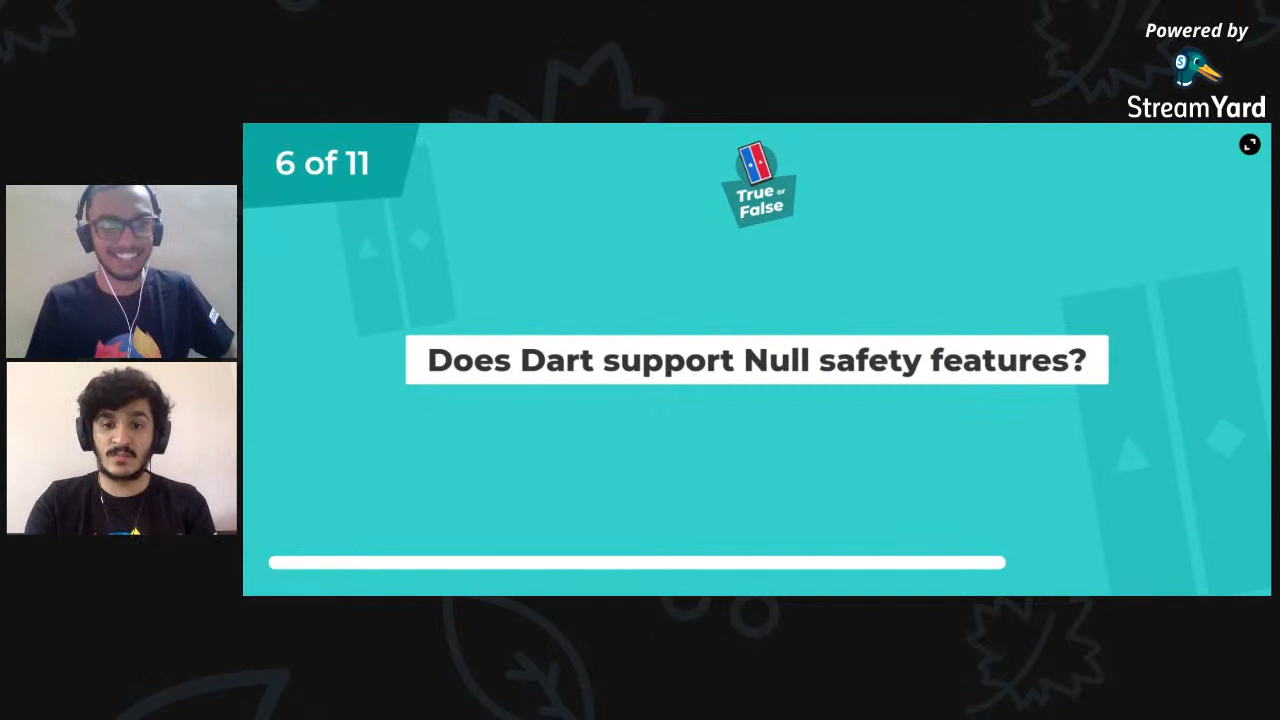 Powered by
StreamYard
6 of 11
True or
False
Does Dart support Null safety features?